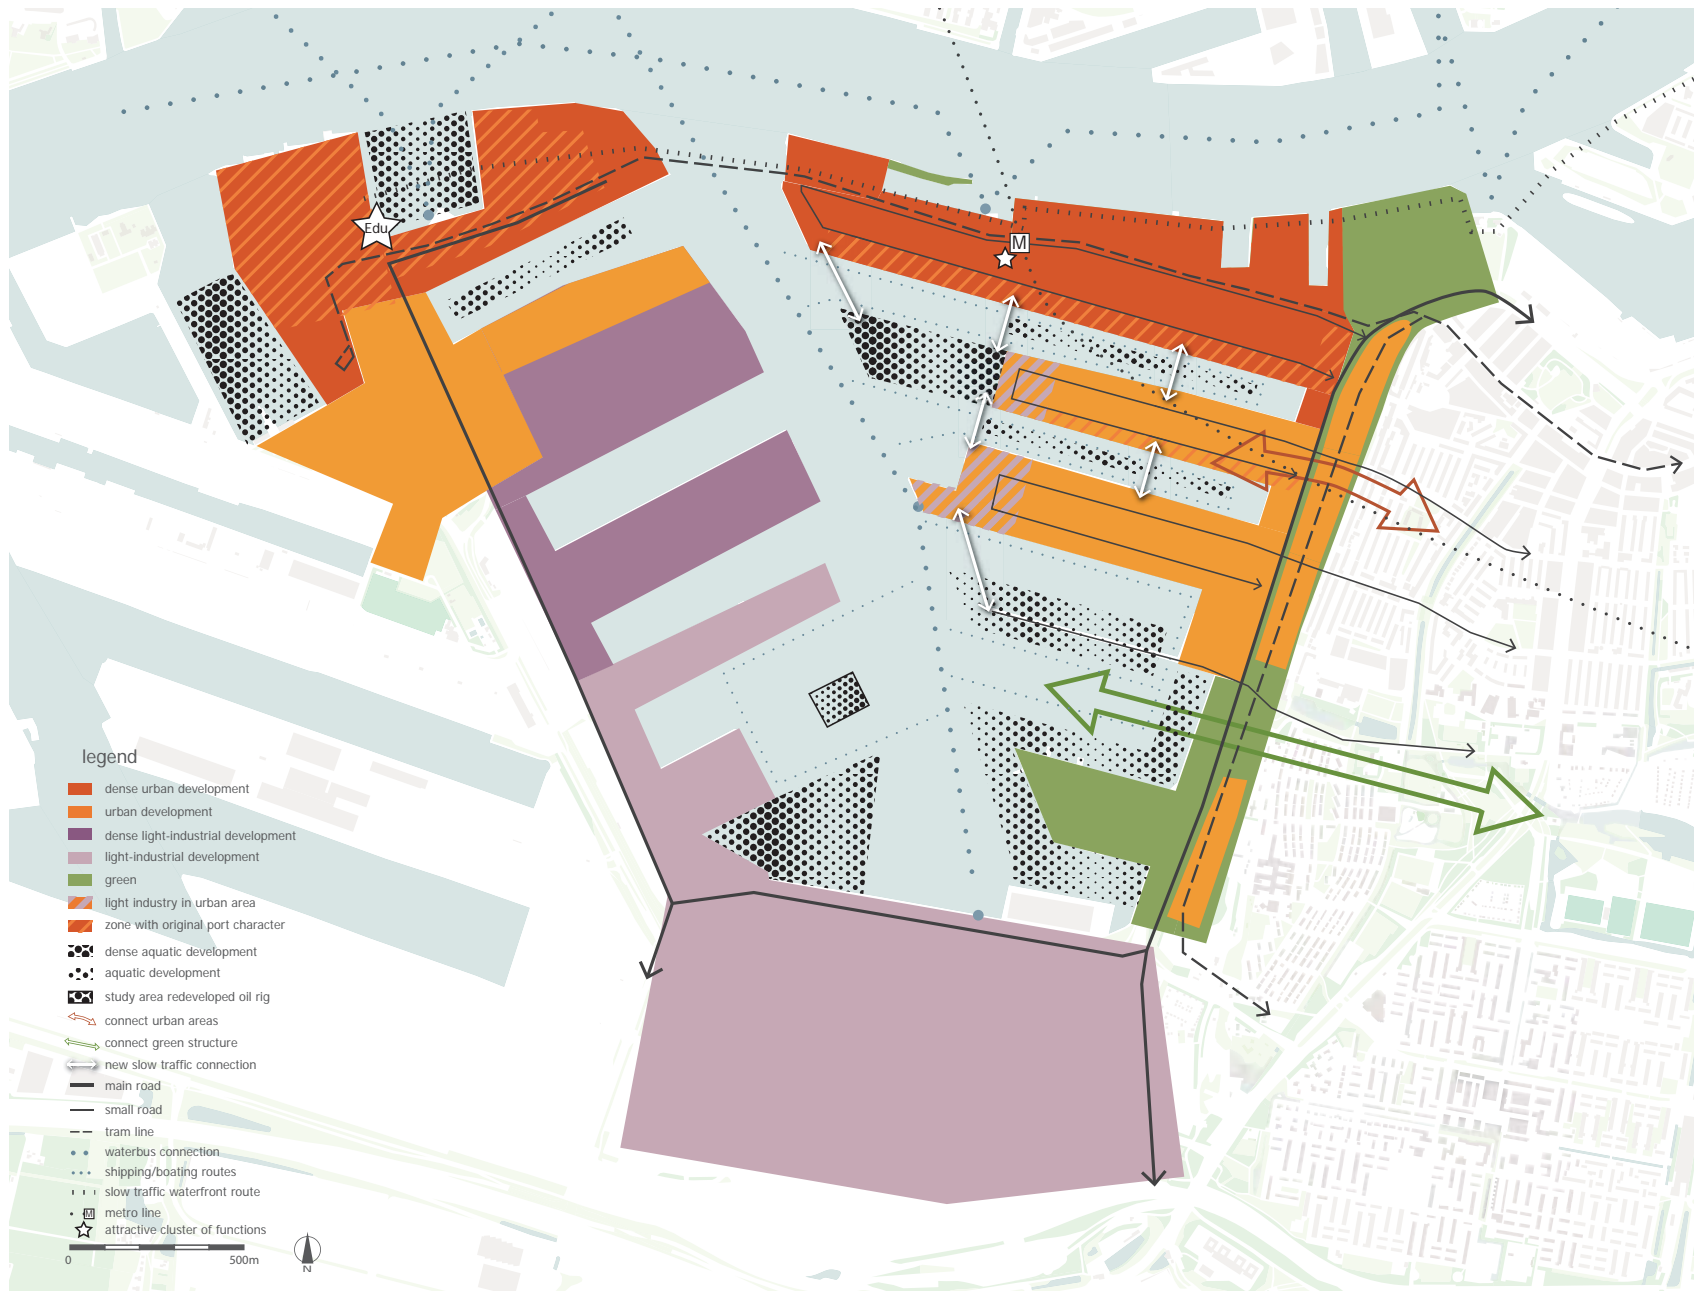 Edu
M
legend
dense urban development
urban development
dense light-industrial development
light-industrial development
green
light industry in urban area
zone with original port character
dense aquatic development
aquatic development
study area redeveloped oil rig
connect urban areas
connect green structure
new slow traffic connection
main road
small road
tram line
waterbus connection
shipping/boating routes
slow traffic waterfront route
M metro line
attractive cluster of functions
0 500m
N